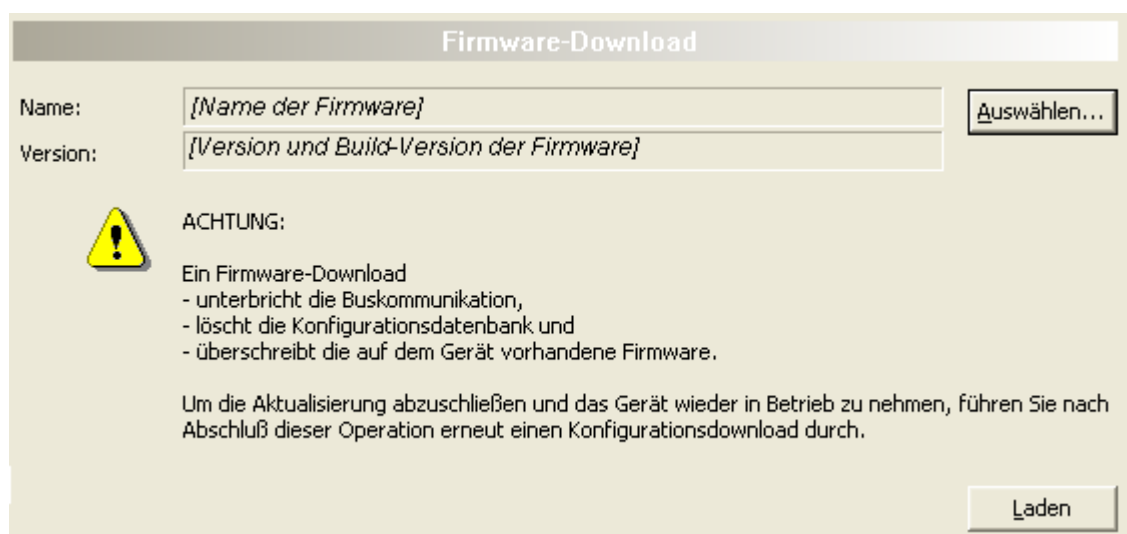 Firmware-Download
Name:
[Name der Firmware]
Auswählen...
Version:
[Version und Build-Version der Firmware]
ACHTUNG:
Ein Firmware-Download
- unterbricht die Buskommunikation,
- löscht die Konfigurationsdatenbank und
- überschreibt die auf dem Gerät vorhandene Firmware.
Um die Aktualisierung abzuschließen und das Gerät wieder in Betrieb zu nehmen, führen Sie nach
Abschluß dieser Operation erneut einen Konfigurationsdownload durch.
Laden